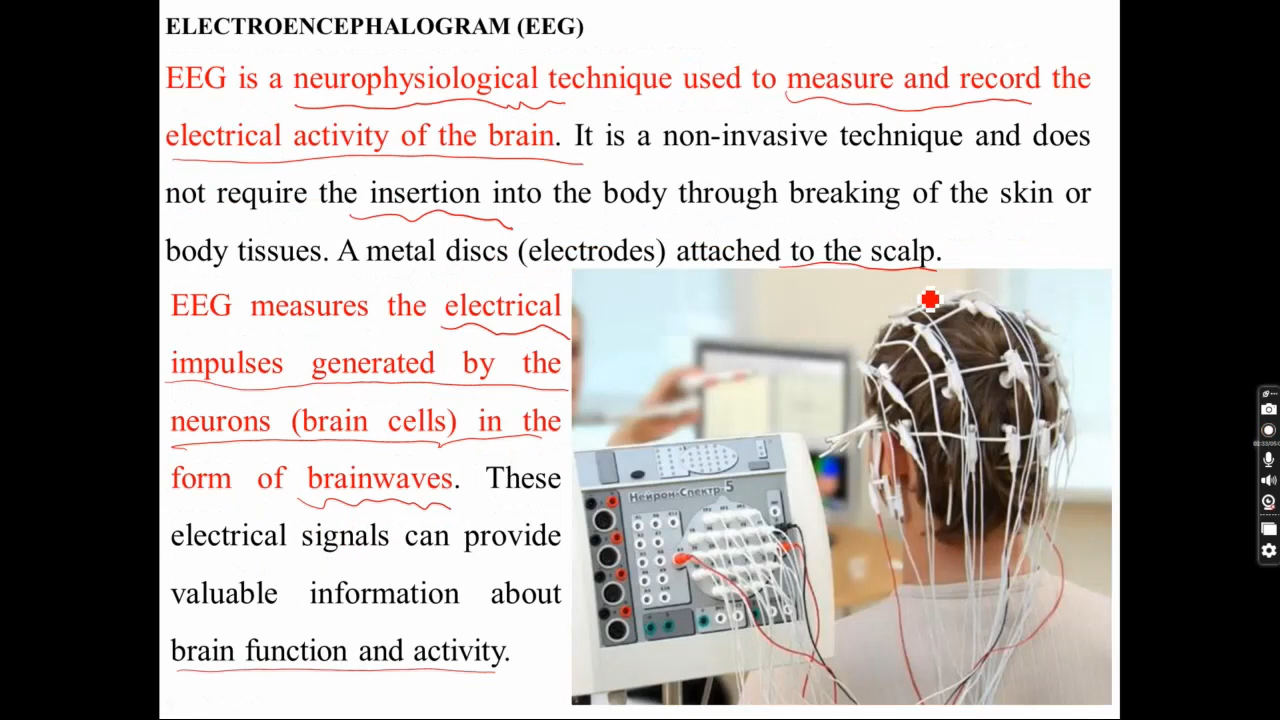 ELECTROENCEPHALOGRAM (EEG)
EEG is a neurophysiological technique used to measure and record the
electrical activity of the brain. It is a non-invasive technique and does
not require the insertion into the body through breaking of the skin or
body tissues. A metal discs (electrodes) attached to the scalp.
EEG measures the electrical
impulses generated by the
neurons (brain cells) in the
form of brainwaves. These
electrical signals can provide
valuable information about
brain function and activity.
Нейрон-Спектр-5